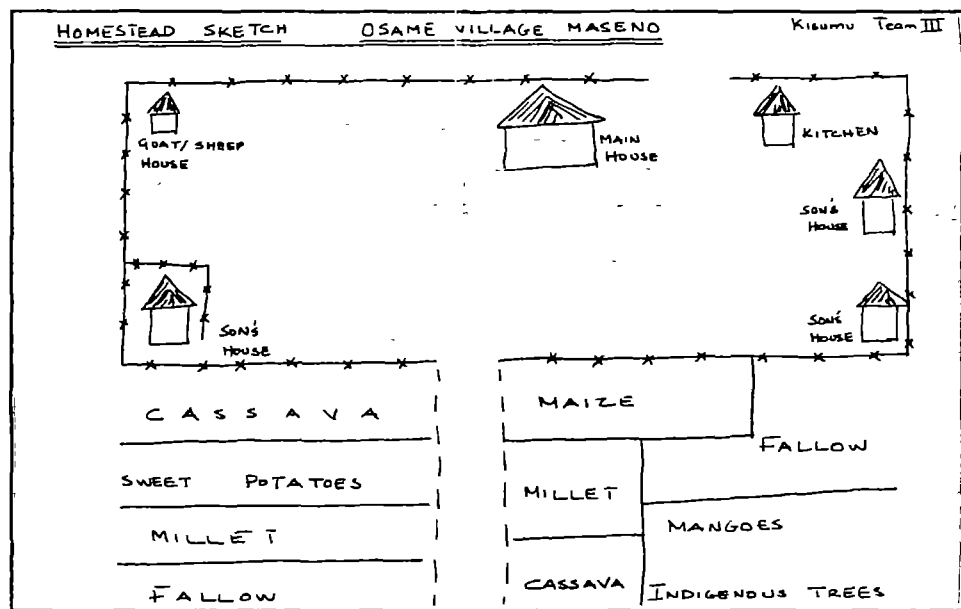 HOMESTEAD SKETCH OSAME VILLAGE MASENO Kisumu Team III
GOAT/SHEEP
HOUSE
MAIN
HOUSE
KITCHEN
SON'S
HOUSE
SON'S
HOUSE
SON'S
HOUSE
CASSAVA
SWEET POTATOES
MILLET
FALLOW
MAIZE
FALLOW
MILLET
MANGOES
CASSAVA
INDIGENOUS TREES